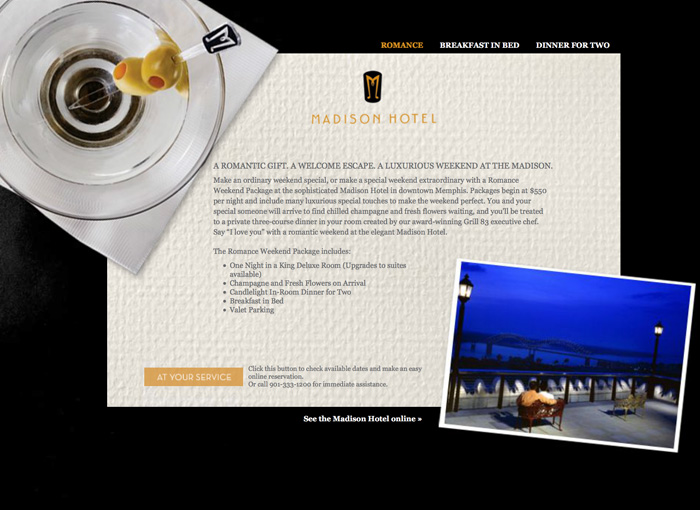 ROMANCE BREAKFAST IN BED DINNER FOR TWO
M
MADISON HOTEL
A ROMANTIC GIFT. A WELCOME ESCAPE. A LUXURIOUS WEEKEND AT THE MADISON.
Make an ordinary weekend special, or make a special weekend extraordinary with a Romance
Weekend Package at the sophisticated Madison Hotel in downtown Memphis. Packages begin at $550
per night and include many luxurious special touches to make the weekend perfect. You and your
special someone will arrive to find chilled champagne and fresh flowers waiting, and you'll be treated
to a private three-course dinner in your room created by our award-winning Grill 83 executive chef.
Say "I love you" with a romantic weekend at the elegant Madison Hotel.
The Romance Weekend Package includes:
• One Night in a King Deluxe Room (Upgrades to suites
available)
• Champagne and Fresh Flowers on Arrival
• Candlelight In-Room Dinner for Two
• Breakfast in Bed
• Valet Parking
AT YOUR SERVICE
Click this button to check available dates and make an easy
online reservation.
Or call 901-333-1200 for immediate assistance.
See the Madison Hotel online »